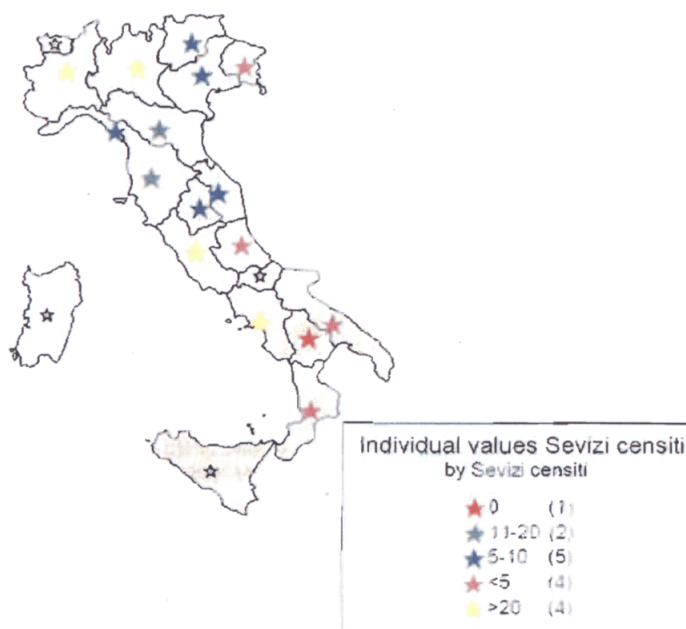 Individual values Sevizi censiti
by Sevizi censiti
0 (1)
11-20 (2)
5-10 (5)
<5 (4)
>20 (4)